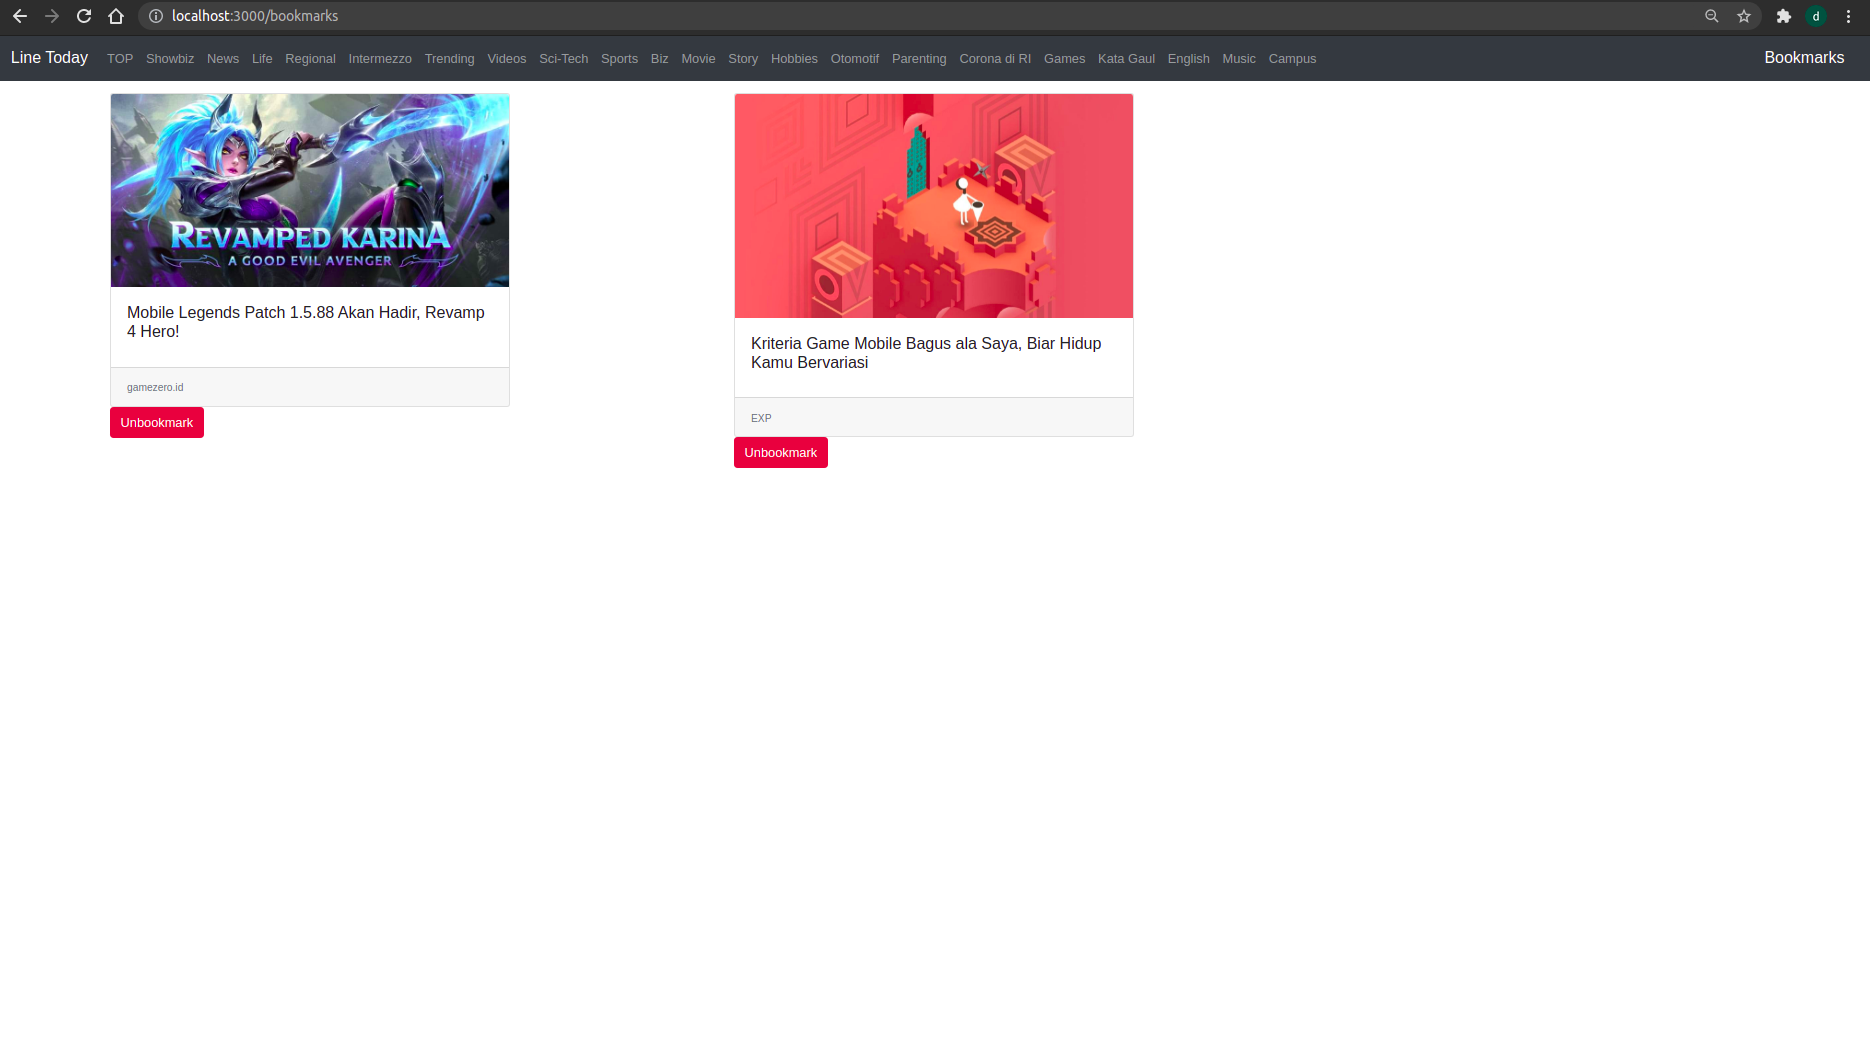 localhost:3000/bookmarks
d
Line Today TOP Showbiz News Life Regional Intermezzo Trending Videos Sci-Tech Sports Biz Movie Story Hobbies Otomotif Parenting Corona di RI Games Kata Gaul English Music Campus Bookmarks
REVAMPED KARINA
A GOOD EVIL AVENGER
Mobile Legends Patch 1.5.88 Akan Hadir, Revamp
4 Hero!
gamezero.id
Unbookmark
Kriteria Game Mobile Bagus ala Saya, Biar Hidup
Kamu Bervariasi
EXP
Unbookmark